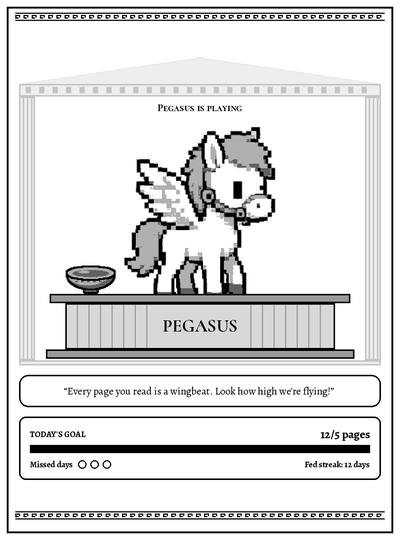 Pegasus is playing
PEGASUS
“Every page you read is a wingbeat. Look how high we're flying!”
TODAY'S GOAL 12/5 pages
Missed days Fed streak: 12 days